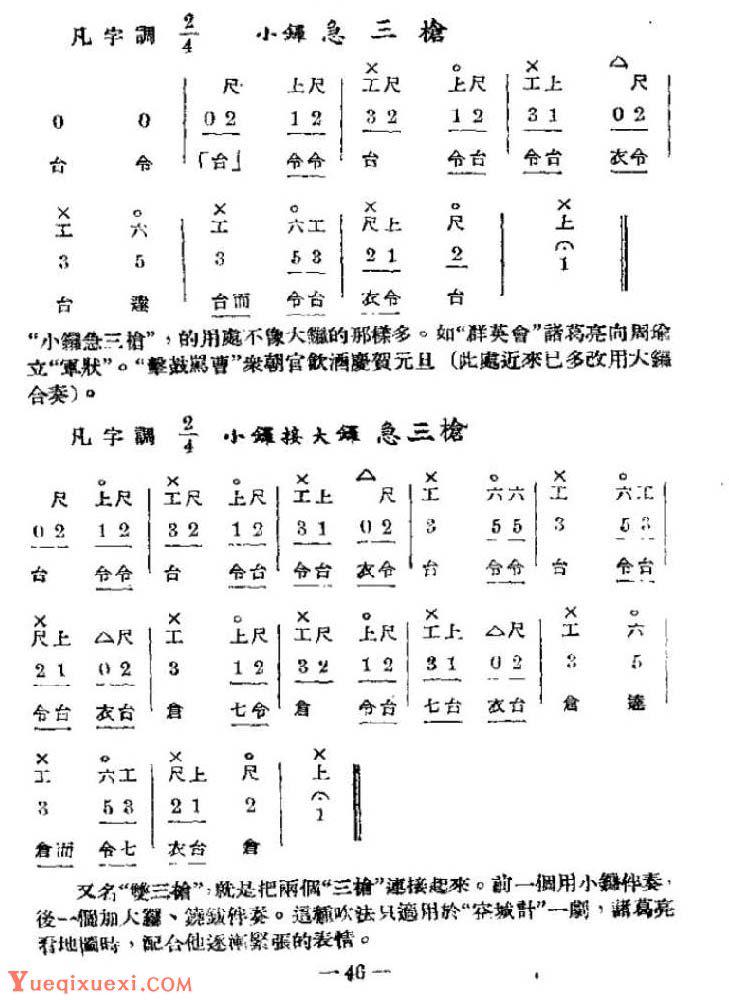 凡字調 2/4 小鑼急三槍
× ○ × ○ × △
尺 上尺 工尺 上尺 工上 尺
0 0 | 0 2 1 2 | 3 2 1 2 | 3 1 0 2 |
台 令 「台」 令令 台 令台 令台 衣令
× ○ × ○ × ○ ×
工 六 工 六工 尺上 尺 上
3 5 | 3 5 3 | 2 1 2 | 1 ‖
台 台而 令台 衣令 台
“小鑼急三槍”，的用處不像大鑼的那樣多。如“群英會”諸葛亮向周瑜
立“軍狀”。“擊鼓罵曹”衆朝官飲酒慶賀元旦（此處近來已多改用大鑼
合奏）。
凡字調 2/4 小鑼接大鑼 急三槍
○ × ○ × △ × ○ × ○
尺 上尺 工尺 上尺 工上 尺 工 六六 工 六工
0 2 1 2 | 3 2 1 2 | 3 1 0 2 | 3 5 5 | 3 5 3
台 令令 台 令台 令台 衣令 台 令令 台 令台
× × ○ × ○ × × ○
尺上 △尺 工 上尺 工尺 上尺 工上 △尺 工 六
2 1 0 2 | 3 1 2 | 3 2 1 2 | 3 1 0 2 | 3 5
令台 衣台 倉 七令 倉 令台 七台 衣台 倉
× ○ × ○ ×
工 六工 尺上 尺 上
3 5 3 | 2 1 2 | 1 ‖
倉而 令七 衣台 倉
又名“雙三槍”，就是把兩個“三槍”連接起來。前一個用小鑼伴奏，
後一個加大鑼、鐃鈸伴奏。這種吹法只適用於“空城計”一劇，諸葛亮
看地圖時，配合他逐漸緊張的表情。
—46—
Yueqixuexi.com